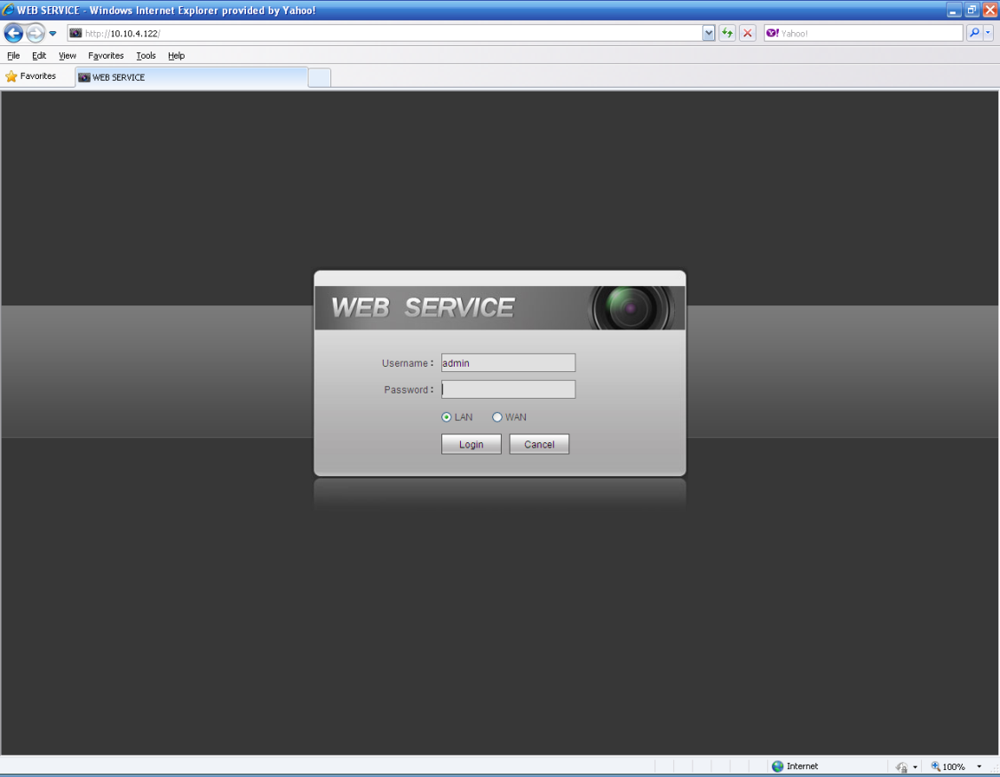 WEB SERVICE - Windows Internet Explorer provided by Yahoo!
http://10.10.4.122/
Yahoo!
File Edit View Favorites Tools Help
Favorites
WEB SERVICE
WEB SERVICE
Username :
admin
Password :
LAN WAN
Login Cancel
Internet
100%